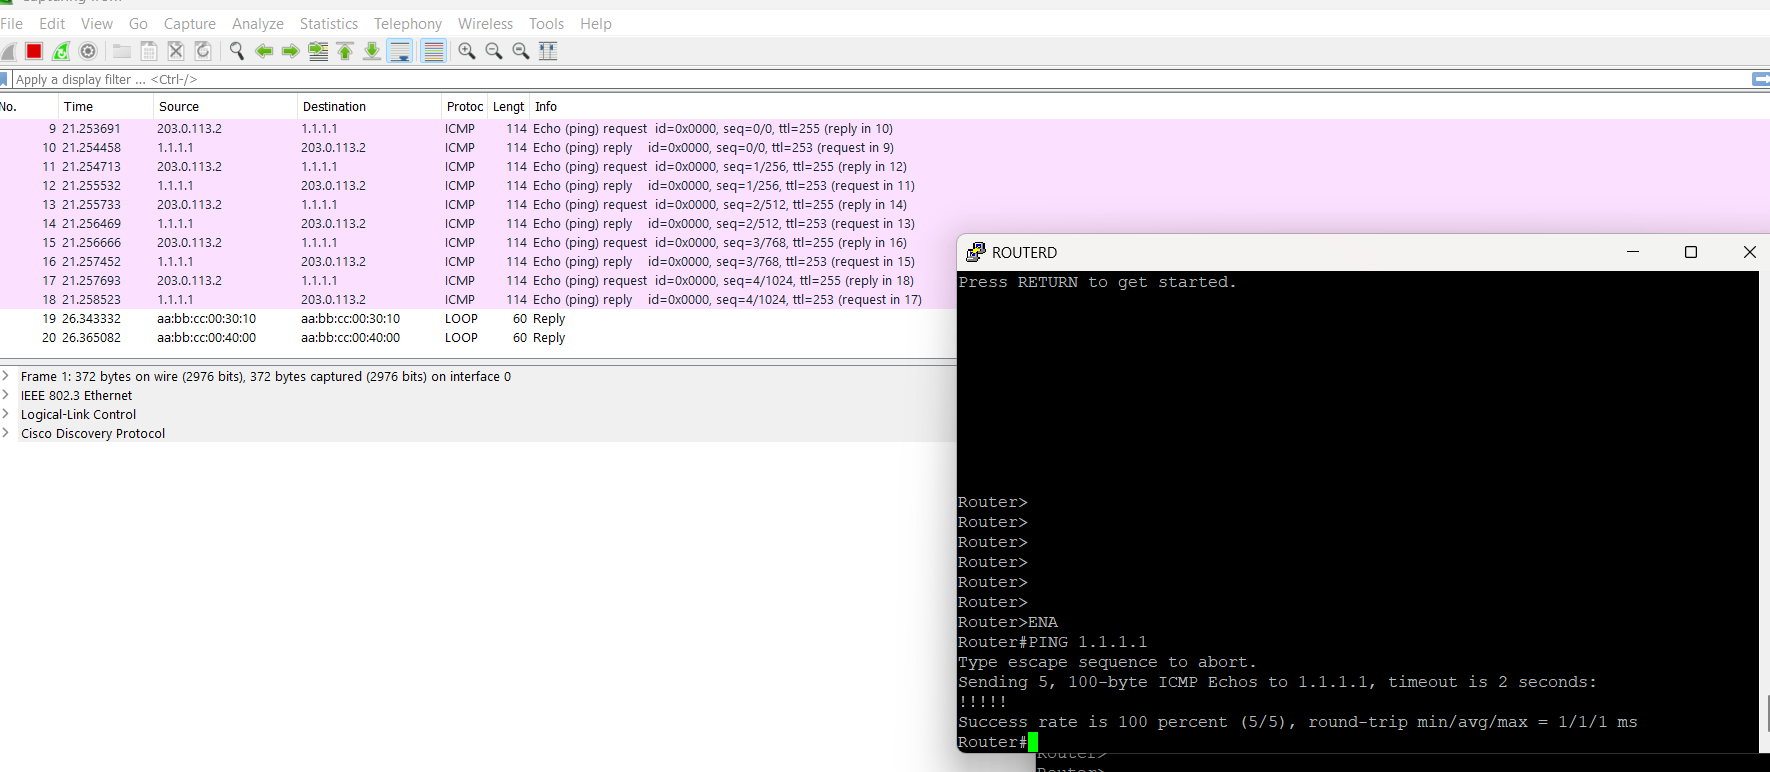 File Edit View Go Capture Analyze Statistics Telephony Wireless Tools Help
Apply a display filter ... <Ctrl-/>
No. Time Source Destination Protoc Lengt Info
9 21.253691 203.0.113.2 1.1.1.1 ICMP 114 Echo (ping) request id=0x0000, seq=0/0, ttl=255 (reply in 10)
10 21.254458 1.1.1.1 203.0.113.2 ICMP 114 Echo (ping) reply id=0x0000, seq=0/0, ttl=253 (request in 9)
11 21.254713 203.0.113.2 1.1.1.1 ICMP 114 Echo (ping) request id=0x0000, seq=1/256, ttl=255 (reply in 12)
12 21.255532 1.1.1.1 203.0.113.2 ICMP 114 Echo (ping) reply id=0x0000, seq=1/256, ttl=253 (request in 11)
13 21.255733 203.0.113.2 1.1.1.1 ICMP 114 Echo (ping) request id=0x0000, seq=2/512, ttl=255 (reply in 14)
14 21.256469 1.1.1.1 203.0.113.2 ICMP 114 Echo (ping) reply id=0x0000, seq=2/512, ttl=253 (request in 13)
15 21.256666 203.0.113.2 1.1.1.1 ICMP 114 Echo (ping) request id=0x0000, seq=3/768, ttl=255 (reply in 16)
16 21.257452 1.1.1.1 203.0.113.2 ICMP 114 Echo (ping) reply id=0x0000, seq=3/768, ttl=253 (request in 15)
17 21.257693 203.0.113.2 1.1.1.1 ICMP 114 Echo (ping) request id=0x0000, seq=4/1024, ttl=255 (reply in 18)
18 21.258523 1.1.1.1 203.0.113.2 ICMP 114 Echo (ping) reply id=0x0000, seq=4/1024, ttl=253 (request in 17)
19 26.343332 aa:bb:cc:00:30:10 aa:bb:cc:00:30:10 LOOP 60 Reply
20 26.365082 aa:bb:cc:00:40:00 aa:bb:cc:00:40:00 LOOP 60 Reply
Frame 1: 372 bytes on wire (2976 bits), 372 bytes captured (2976 bits) on interface 0
IEEE 802.3 Ethernet
Logical-Link Control
Cisco Discovery Protocol
ROUTERD
Press RETURN to get started.
Router>
Router>
Router>
Router>
Router>
Router>
Router>ENA
Router#PING 1.1.1.1
Type escape sequence to abort.
Sending 5, 100-byte ICMP Echos to 1.1.1.1, timeout is 2 seconds:
!!!!!
Success rate is 100 percent (5/5), round-trip min/avg/max = 1/1/1 ms
Router#
Router>
Router>